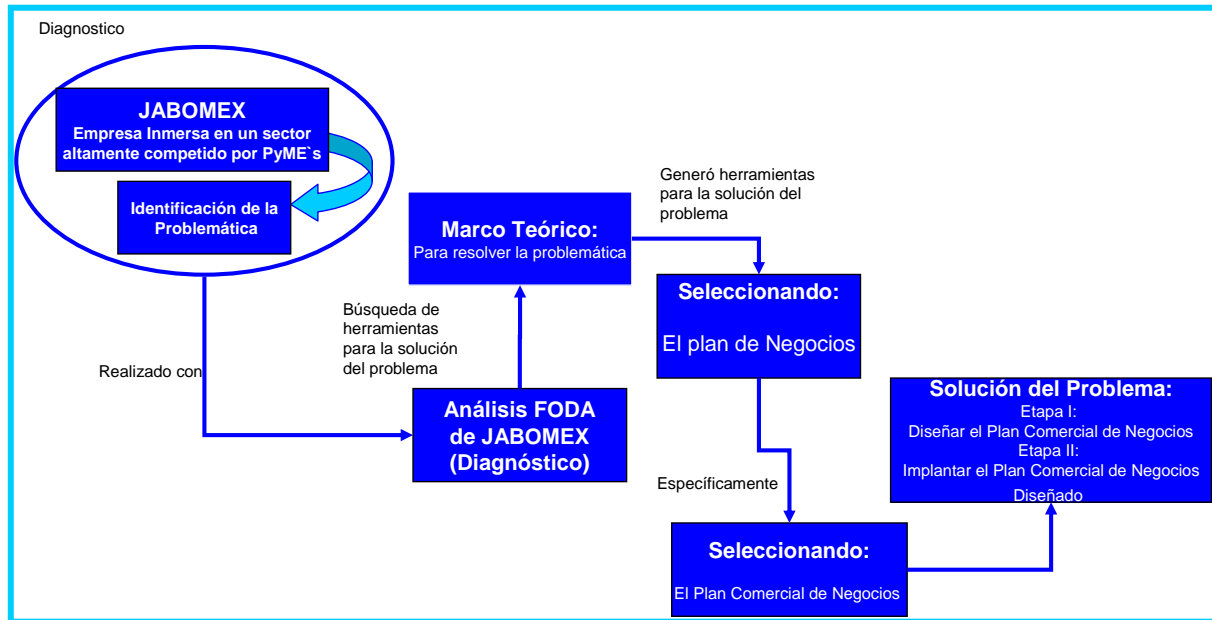 Diagnostico
JABOMEX
Empresa Inmersa en un sector
altamente competido por PyME`s
Identificación de la
Problemática
Realizado con
Análisis FODA
de JABOMEX
(Diagnóstico)
Búsqueda de
herramientas
para la solución
del problema
Marco Teórico:
Para resolver la problemática
Generó herramientas
para la solución del
problema
Seleccionando:
El plan de Negocios
Específicamente
Seleccionando:
El Plan Comercial de Negocios
Solución del Problema:
Etapa I:
Diseñar el Plan Comercial de Negocios
Etapa II:
Implantar el Plan Comercial de Negocios
Diseñado